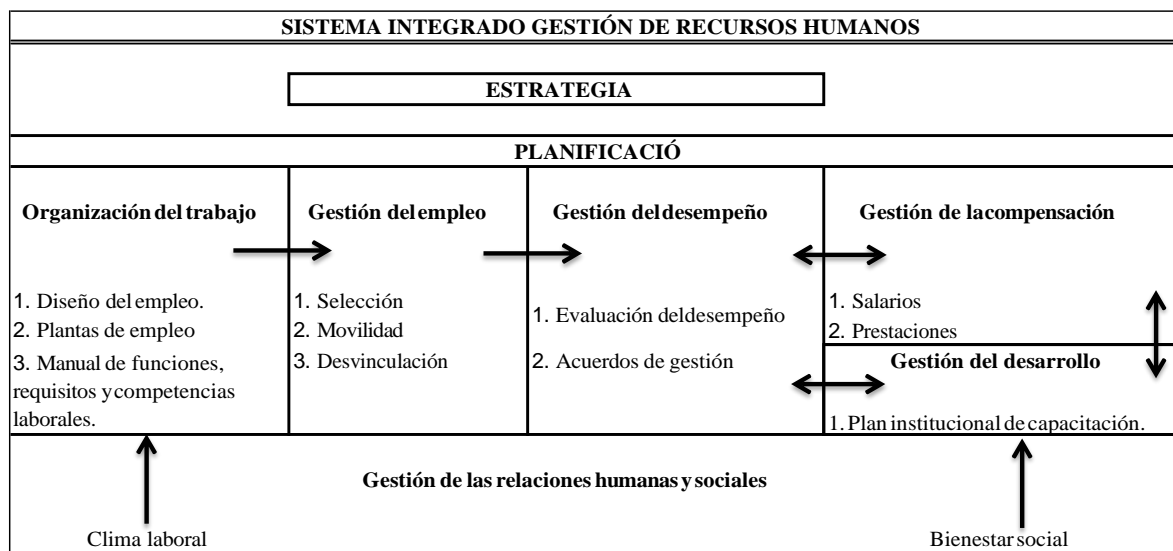 SISTEMA INTEGRADO GESTIÓN DE RECURSOS HUMANOS
ESTRATEGIA
PLANIFICACIÓ
Organización del trabajo
1. Diseño del empleo.
2. Plantas de empleo
3. Manual de funciones,
requisitos y competencias
laborales.
Gestión del empleo
1. Selección
2. Movilidad
3. Desvinculación
Gestión del desempeño
1. Evaluación del desempeño
2. Acuerdos de gestión
Gestión de la compensación
1. Salarios
2. Prestaciones
Gestión del desarrollo
1. Plan institucional de capacitación.
Gestión de las relaciones humanas y sociales
Clima laboral
Bienestar social